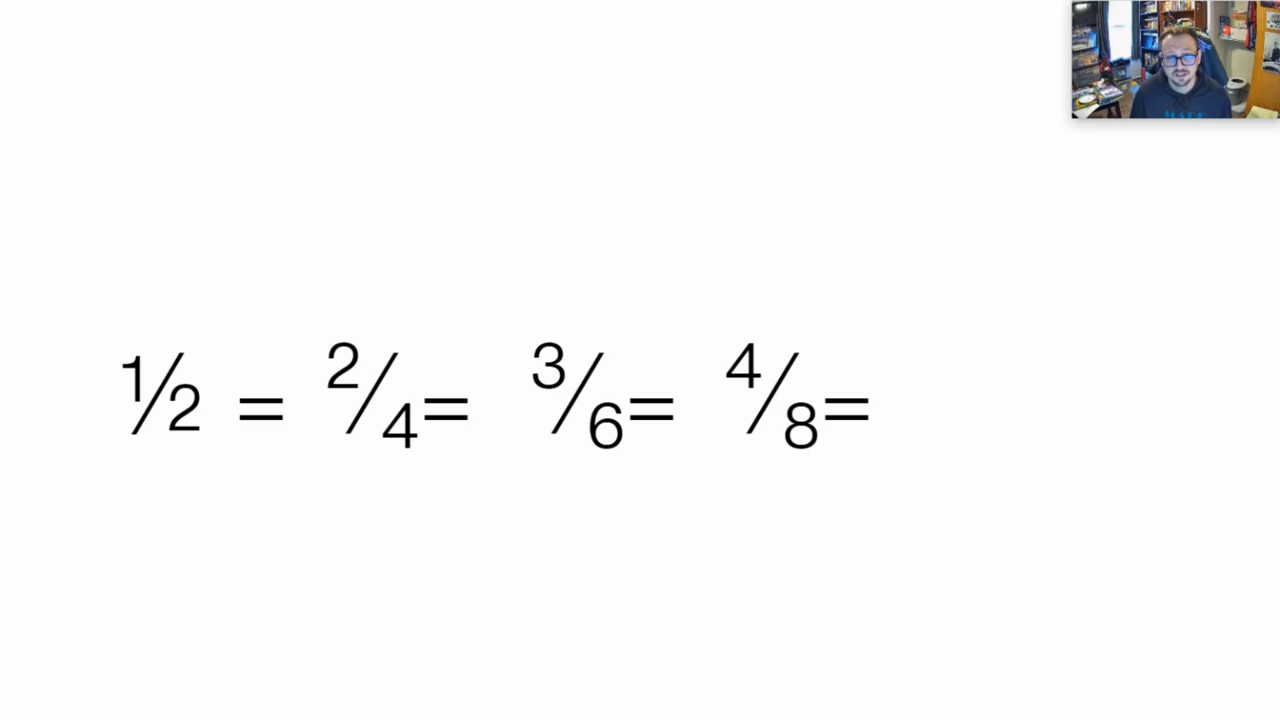 ½ = ²⁄₄= ³⁄₆= ⁴⁄₈=